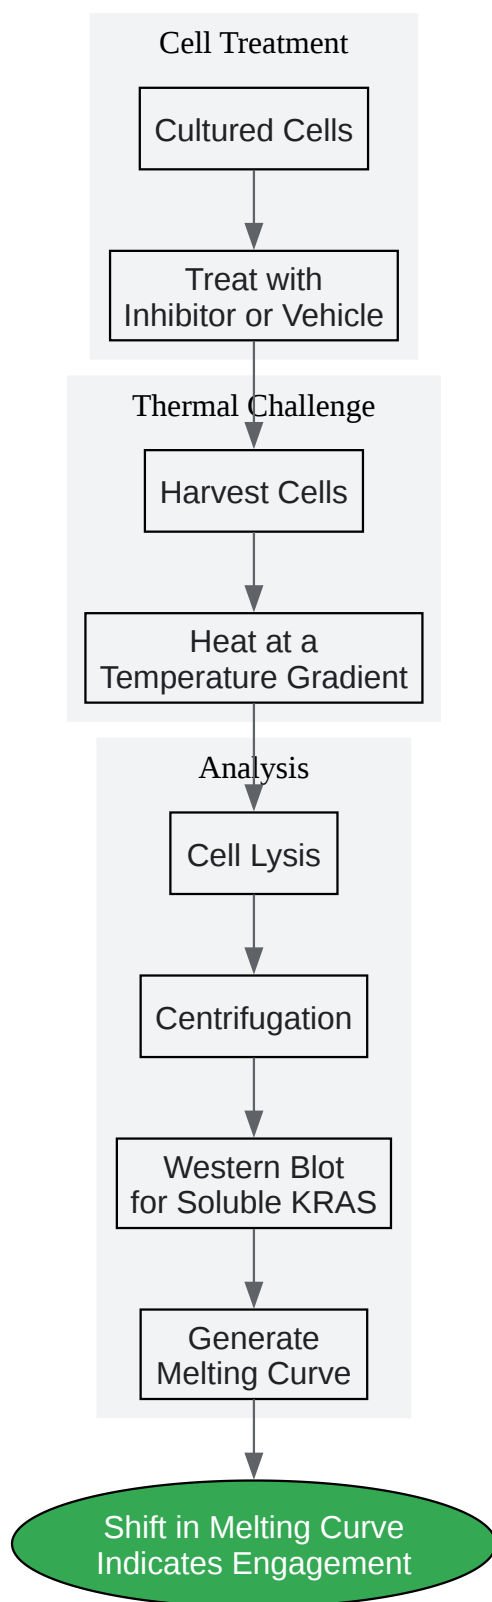 Cell Treatment
Cultured Cells
Treat with
Inhibitor or Vehicle
Thermal Challenge
Harvest Cells
Heat at a
Temperature Gradient
Analysis
Cell Lysis
Centrifugation
Western Blot
for Soluble KRAS
Generate
Melting Curve
Shift in Melting Curve
Indicates Engagement